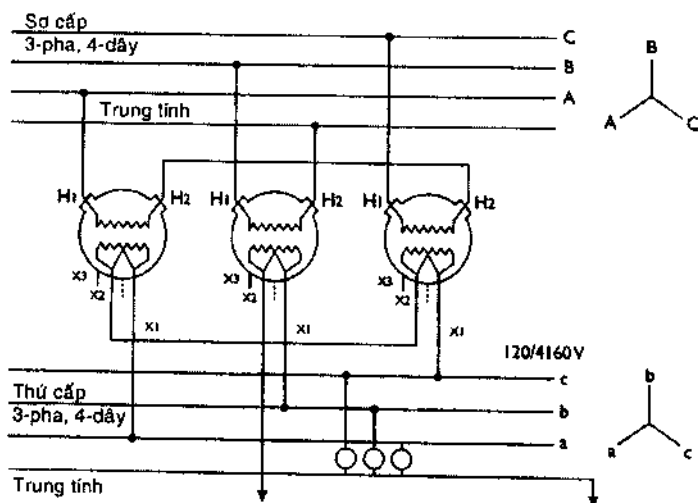 Sơ cấp
3-pha, 4-dây
C
B
A
Trung tính
B
A
C
H1
H2
H1
H2
H1
H2
X3
X2
X1
X3
X2
X1
X3
X2
X1
120/4160V
c
Thứ cấp
b
3-pha, 4-dây
a
Trung tính
b
a
c